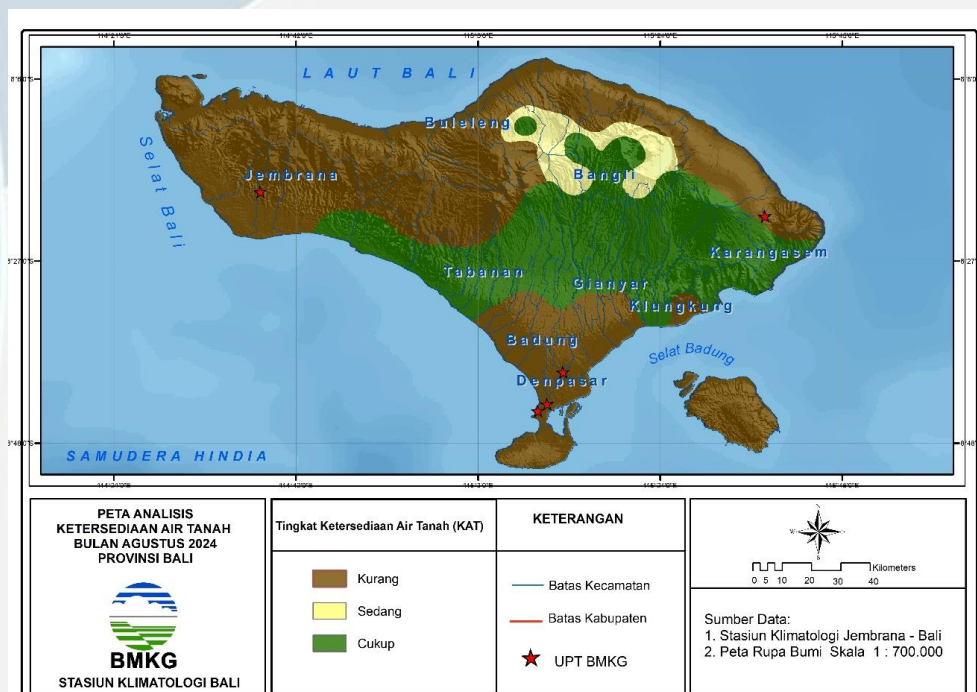 LAUT BALI
Selat Bali
Buleleng
Jembrana
Bangli
Karangasem
Tabanan
Gianyar
Klungkung
Badung
Selat Badung
Denpasar
SAMUDERA HINDIA
PETA ANALISIS
KETERSEDIAAN AIR TANAH
BULAN AGUSTUS 2024
PROVINSI BALI
BMKG
STASIUN KLIMATOLOGI BALI
Tingkat Ketersediaan Air Tanah (KAT)
Kurang
Sedang
Cukup
KETERANGAN
Batas Kecamatan
Batas Kabupaten
UPT BMKG
Kilometers
0 5 10 20 30 40
Sumber Data:
1. Stasiun Klimatologi Jembrana - Bali
2. Peta Rupa Bumi Skala 1 : 700.000